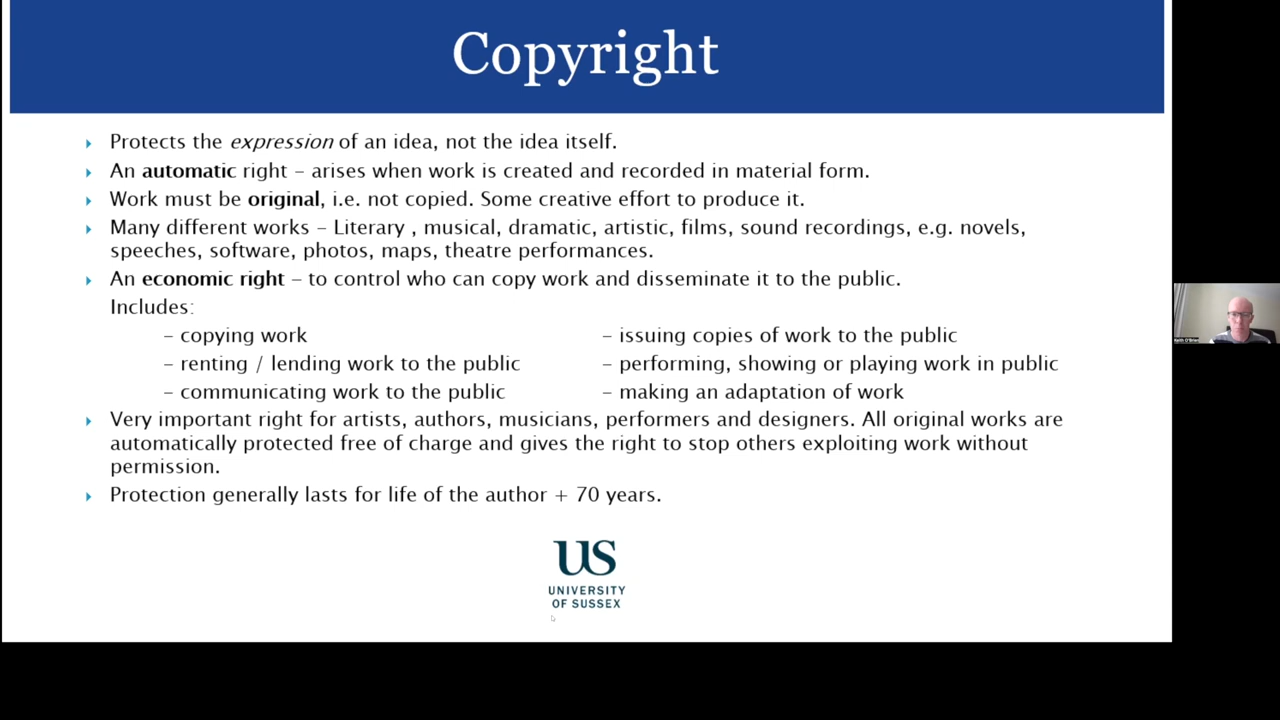 Copyright
Protects the expression of an idea, not the idea itself.
An automatic right – arises when work is created and recorded in material form.
Work must be original, i.e. not copied. Some creative effort to produce it.
Many different works – Literary , musical, dramatic, artistic, films, sound recordings, e.g. novels,
speeches, software, photos, maps, theatre performances.
An economic right – to control who can copy work and disseminate it to the public.
Includes:
– copying work
– issuing copies of work to the public
– renting / lending work to the public
– performing, showing or playing work in public
– communicating work to the public
– making an adaptation of work
Very important right for artists, authors, musicians, performers and designers. All original works are
automatically protected free of charge and gives the right to stop others exploiting work without
permission.
Protection generally lasts for life of the author + 70 years.
US
UNIVERSITY
OF SUSSEX
Keith O'Brien